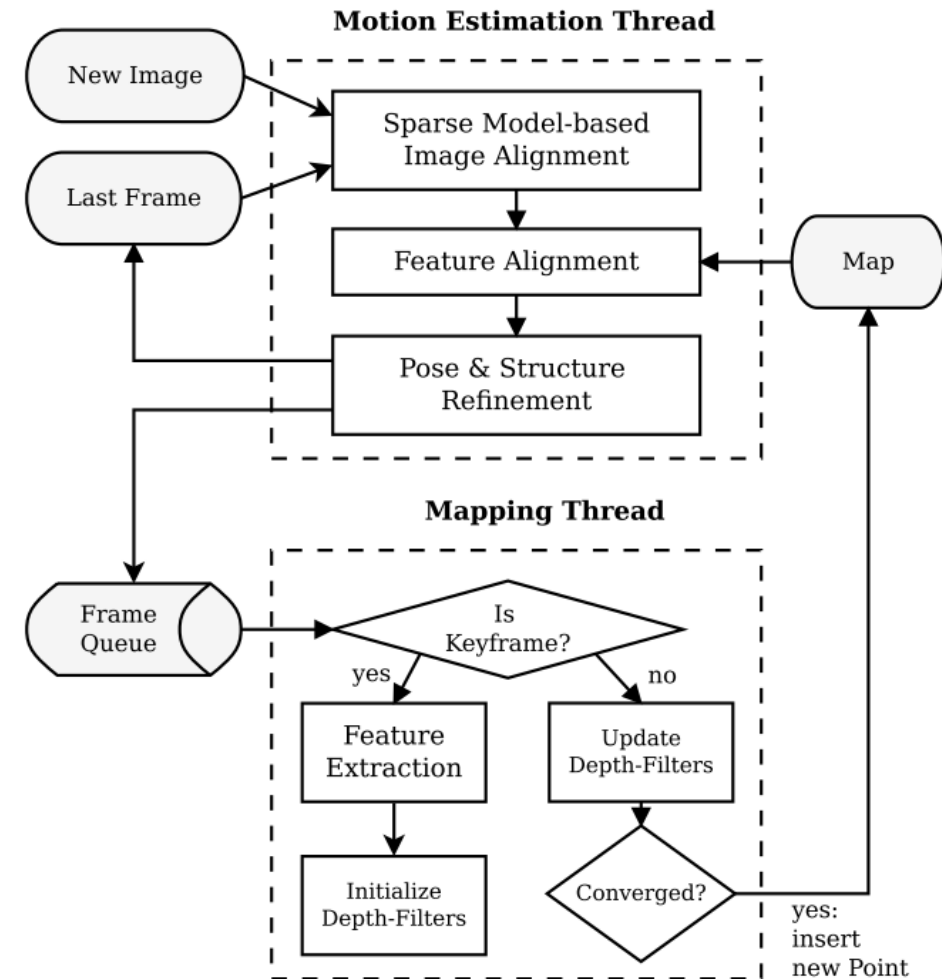 Motion Estimation Thread
New Image
Sparse Model-based
Image Alignment
Last Frame
Feature Alignment
Map
Pose & Structure
Refinement
Mapping Thread
Frame
Queue
Is
Keyframe?
yes
no
Feature
Extraction
Update
Depth-Filters
Initialize
Depth-Filters
Converged?
yes:
insert
new Point